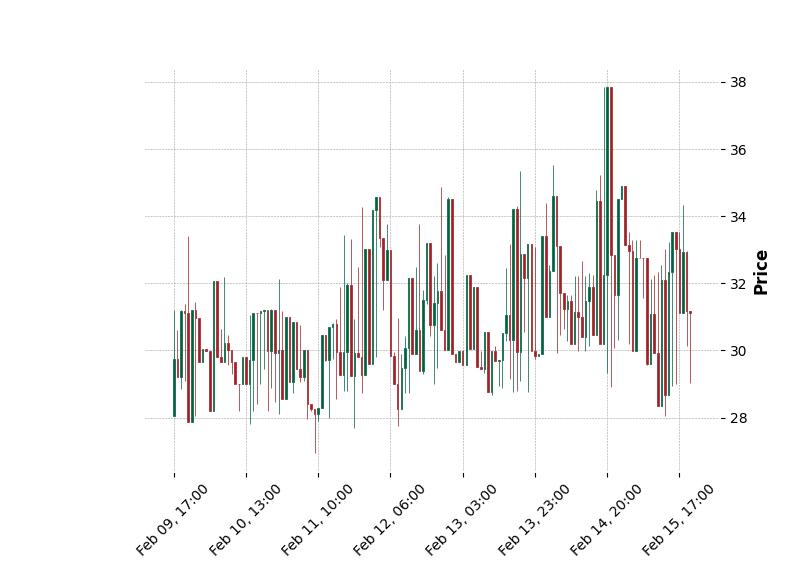 38
36
34
32
30
28
Price
Feb 09, 17:00
Feb 10, 13:00
Feb 11, 10:00
Feb 12, 06:00
Feb 13, 03:00
Feb 13, 23:00
Feb 14, 20:00
Feb 15, 17:00